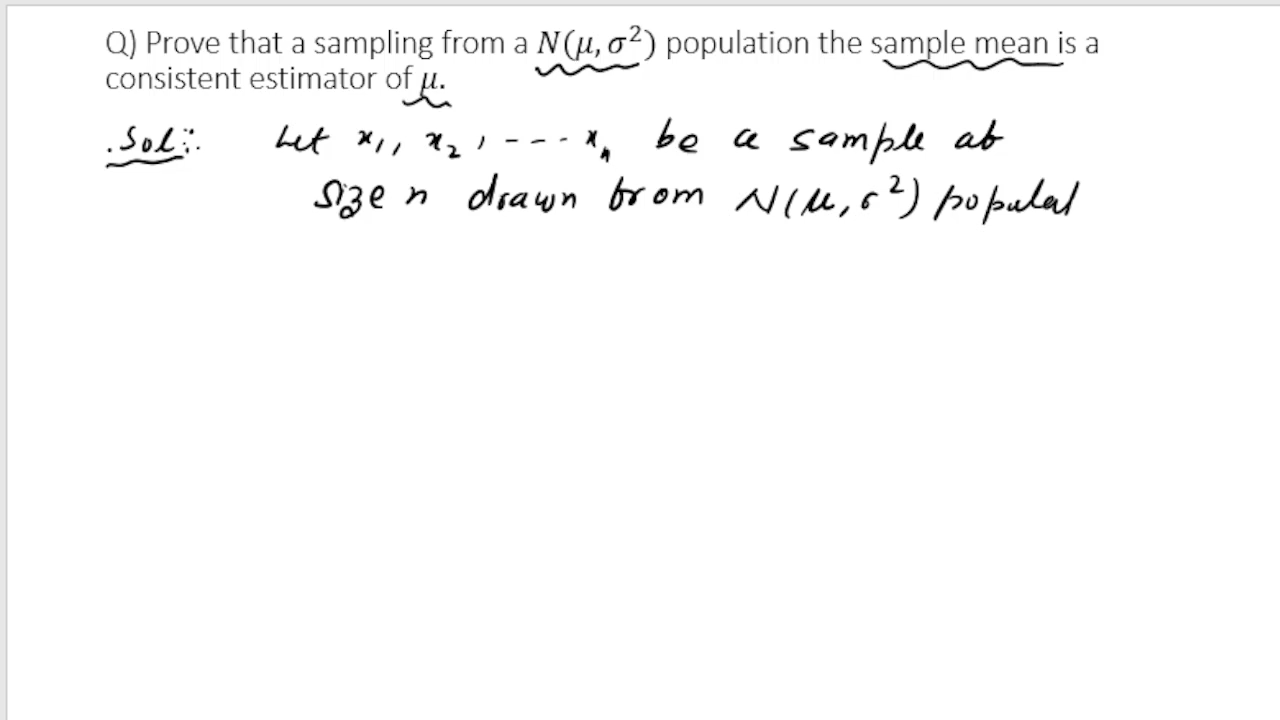 Q) Prove that a sampling from a N(μ, σ²) population the sample mean is a
consistent estimator of μ.
.Sol:. Let x₁, x₂, ---- xₙ be a sample of
size n drawn from N(μ, σ²) populat